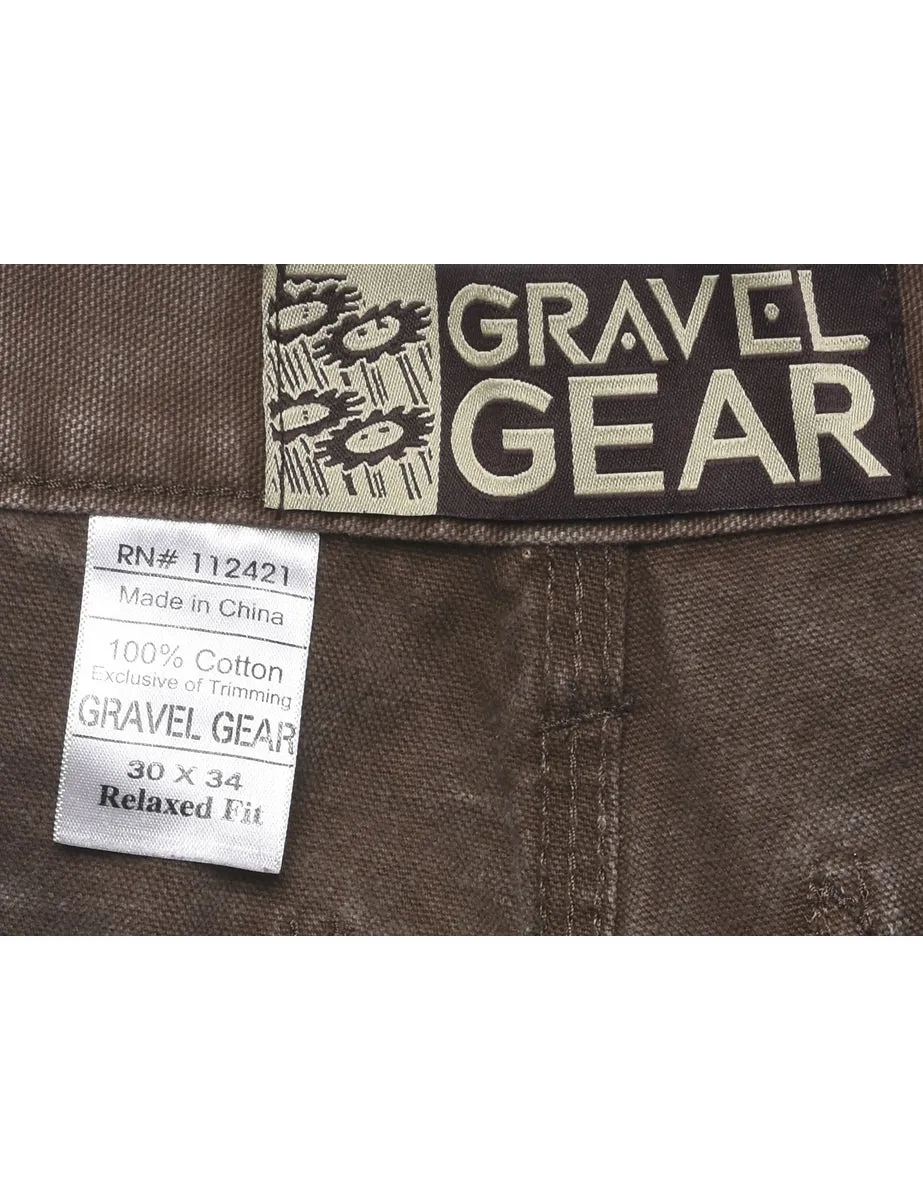 GRAVEL
GEAR
RN# 112421
Made in China
100% Cotton
Exclusive of Trimming
GRAVEL GEAR
30 X 34
Relaxed Fit